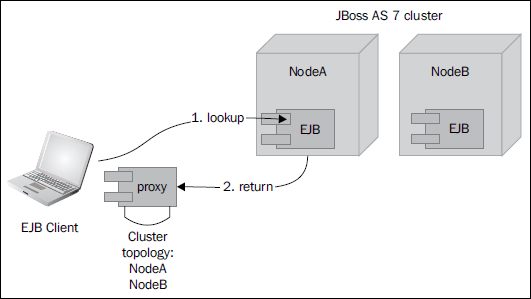 JBoss AS 7 cluster
NodeA
NodeB
1. lookup
EJB
EJB
proxy
2. return
EJB Client
Cluster
topology:
NodeA
NodeB